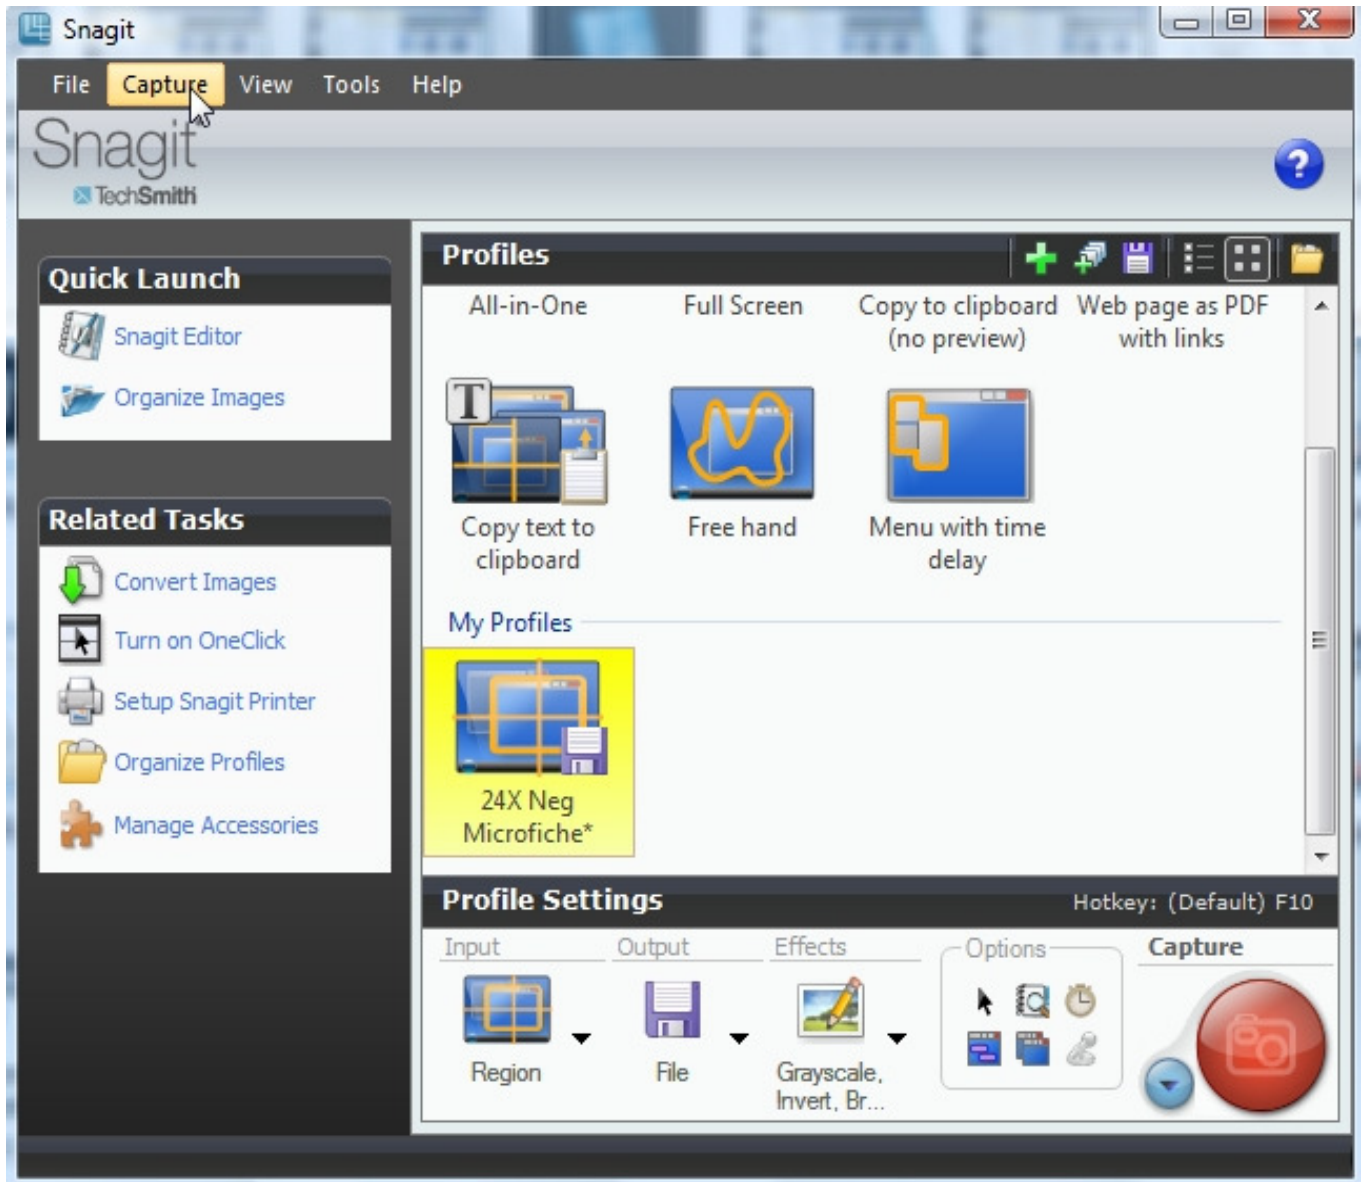 Snagit
File Capture View Tools Help
Snagit
TechSmith
?
Quick Launch
Snagit Editor
Organize Images
Related Tasks
Convert Images
Turn on OneClick
Setup Snagit Printer
Organize Profiles
Manage Accessories
Profiles
All-in-One
Full Screen
Copy to clipboard
(no preview)
Web page as PDF
with links
T
Copy text to
clipboard
Free hand
Menu with time
delay
My Profiles
24X Neg
Microfiche*
Profile Settings
Hotkey: (Default) F10
Input
Output
Effects
Options
Capture
Region
File
Grayscale,
Invert, Br...